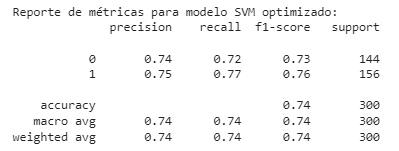 Reporte de métricas para modelo SVM optimizado:
precision recall f1-score support
0 0.74 0.72 0.73 144
1 0.75 0.77 0.76 156
accuracy 0.74 300
macro avg 0.74 0.74 0.74 300
weighted avg 0.74 0.74 0.74 300